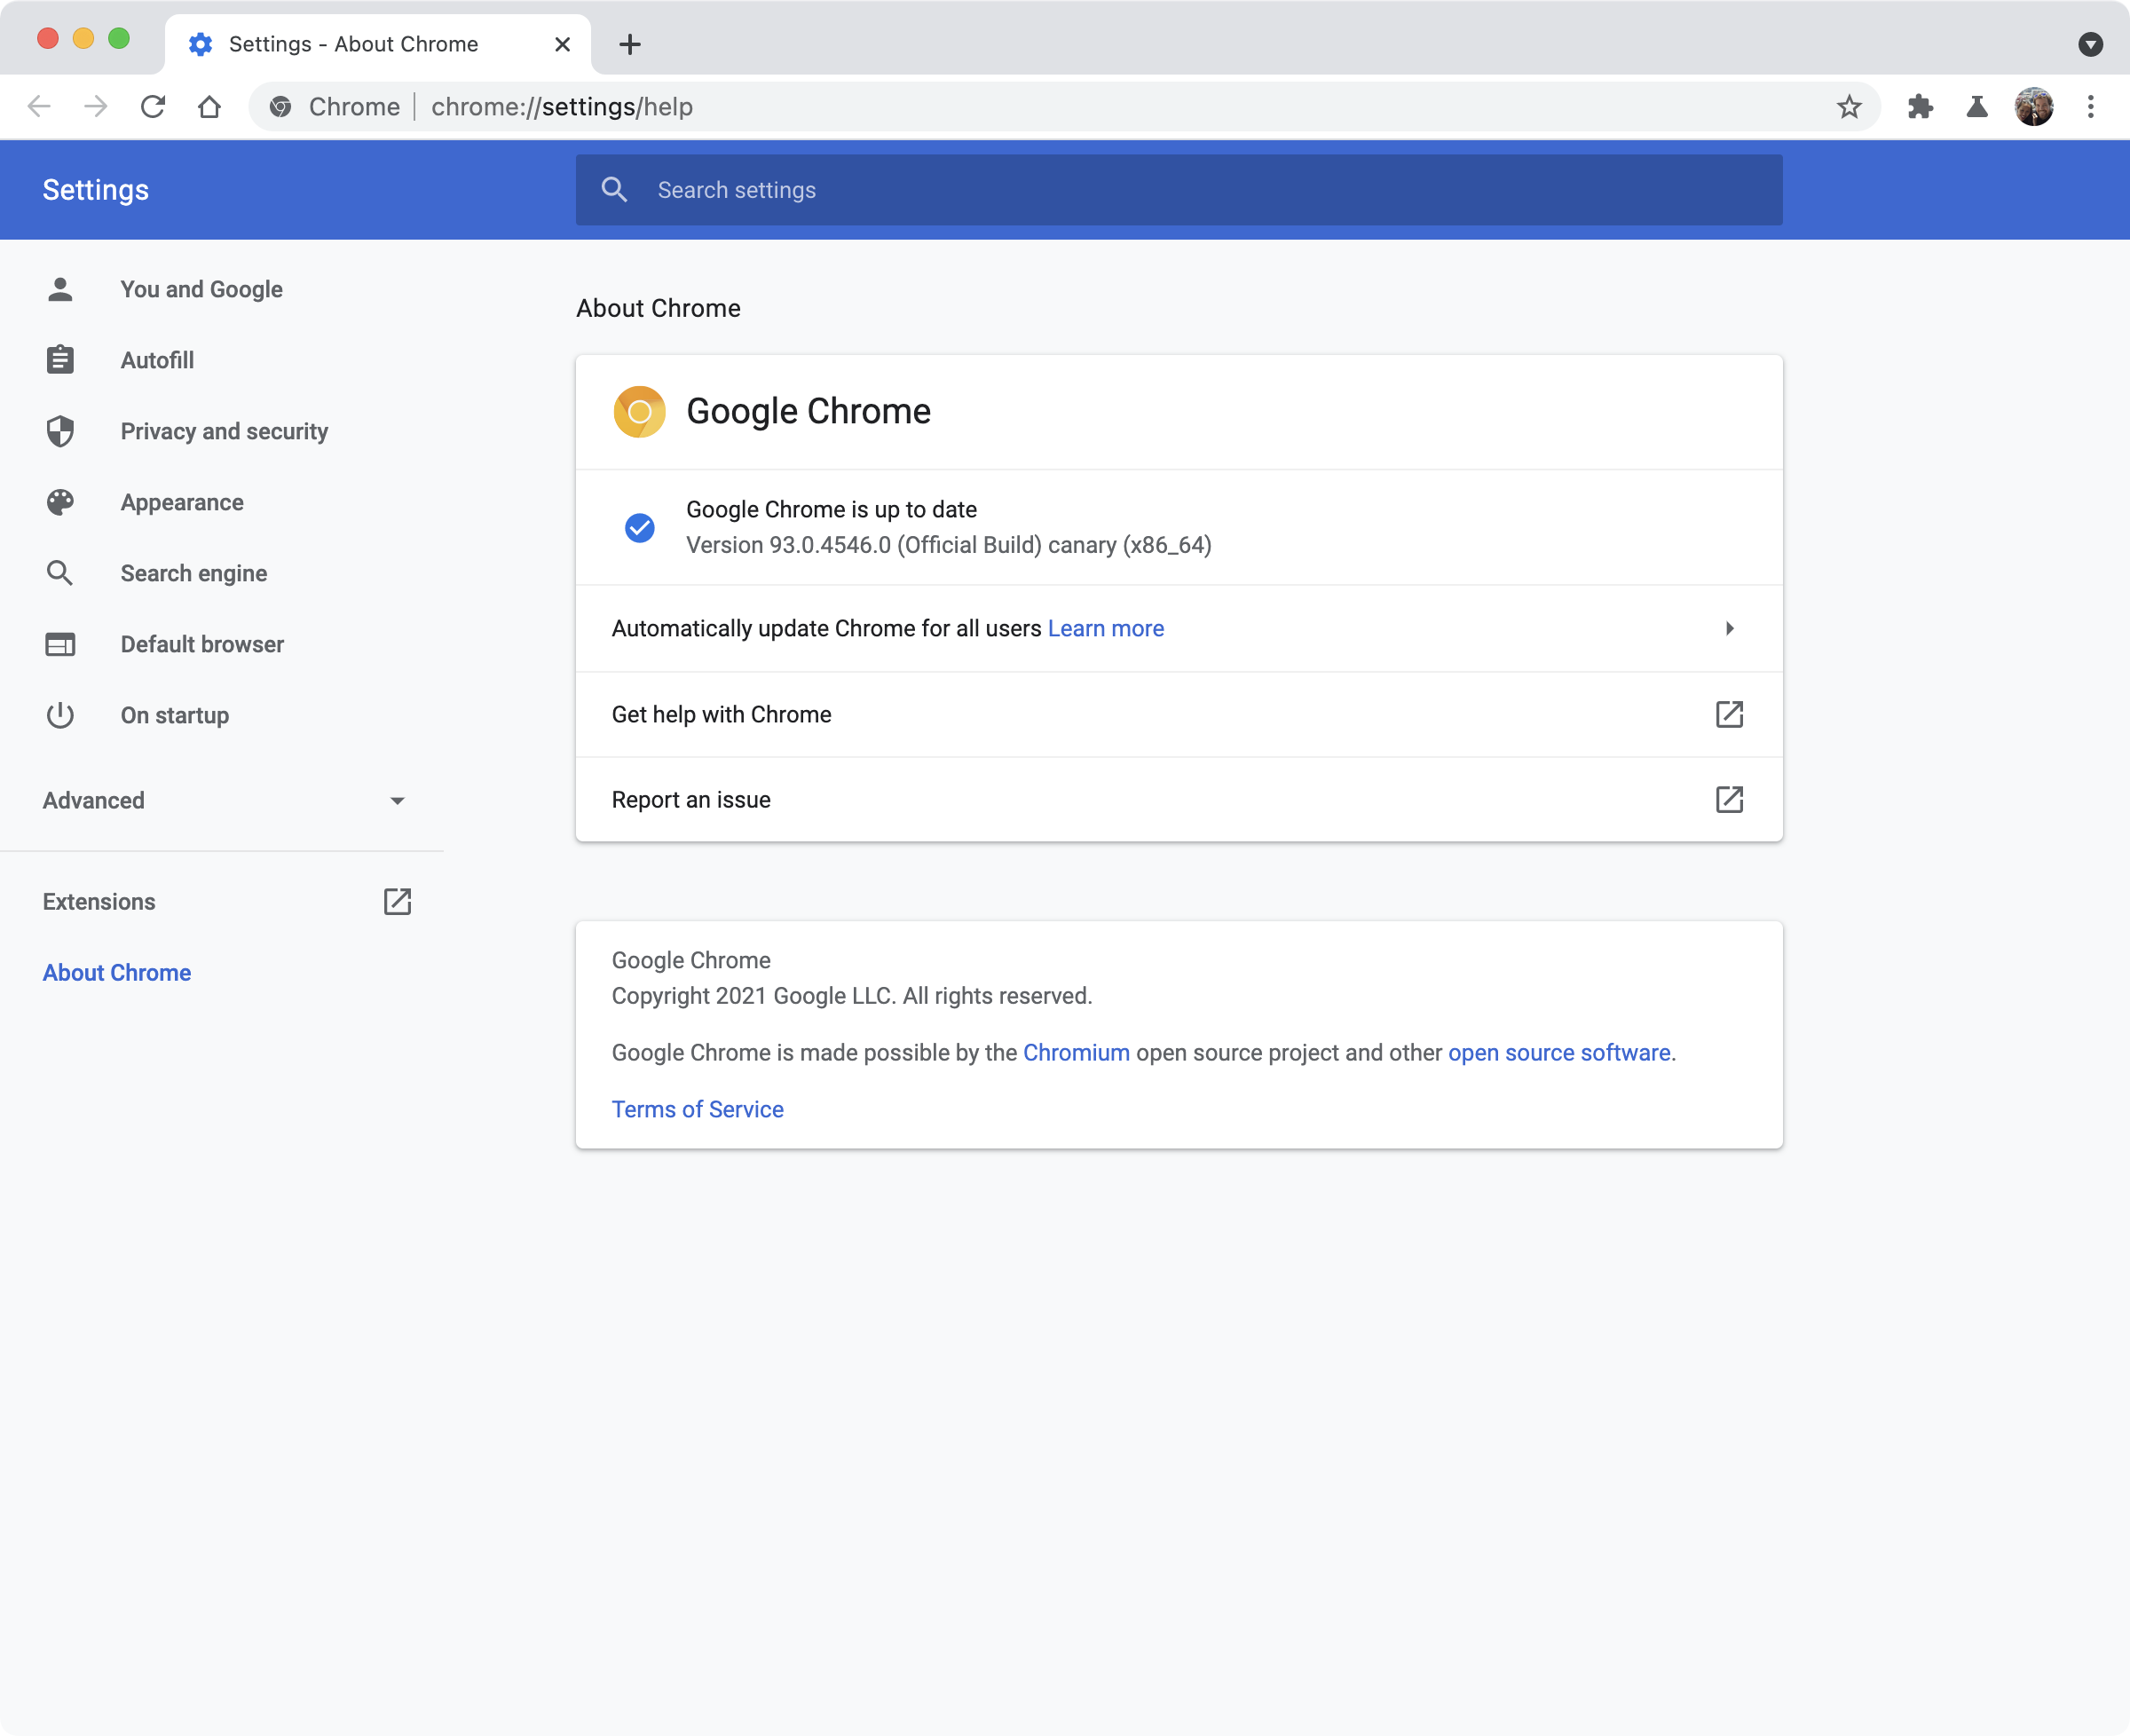 Settings - About Chrome
Chrome | chrome://settings/help
Settings
Search settings
You and Google
Autofill
Privacy and security
Appearance
Search engine
Default browser
On startup
Advanced
Extensions
About Chrome
About Chrome
Google Chrome
Google Chrome is up to date
Version 93.0.4546.0 (Official Build) canary (x86_64)
Automatically update Chrome for all users Learn more
Get help with Chrome
Report an issue
Google Chrome
Copyright 2021 Google LLC. All rights reserved.
Google Chrome is made possible by the Chromium open source project and other open source software.
Terms of Service